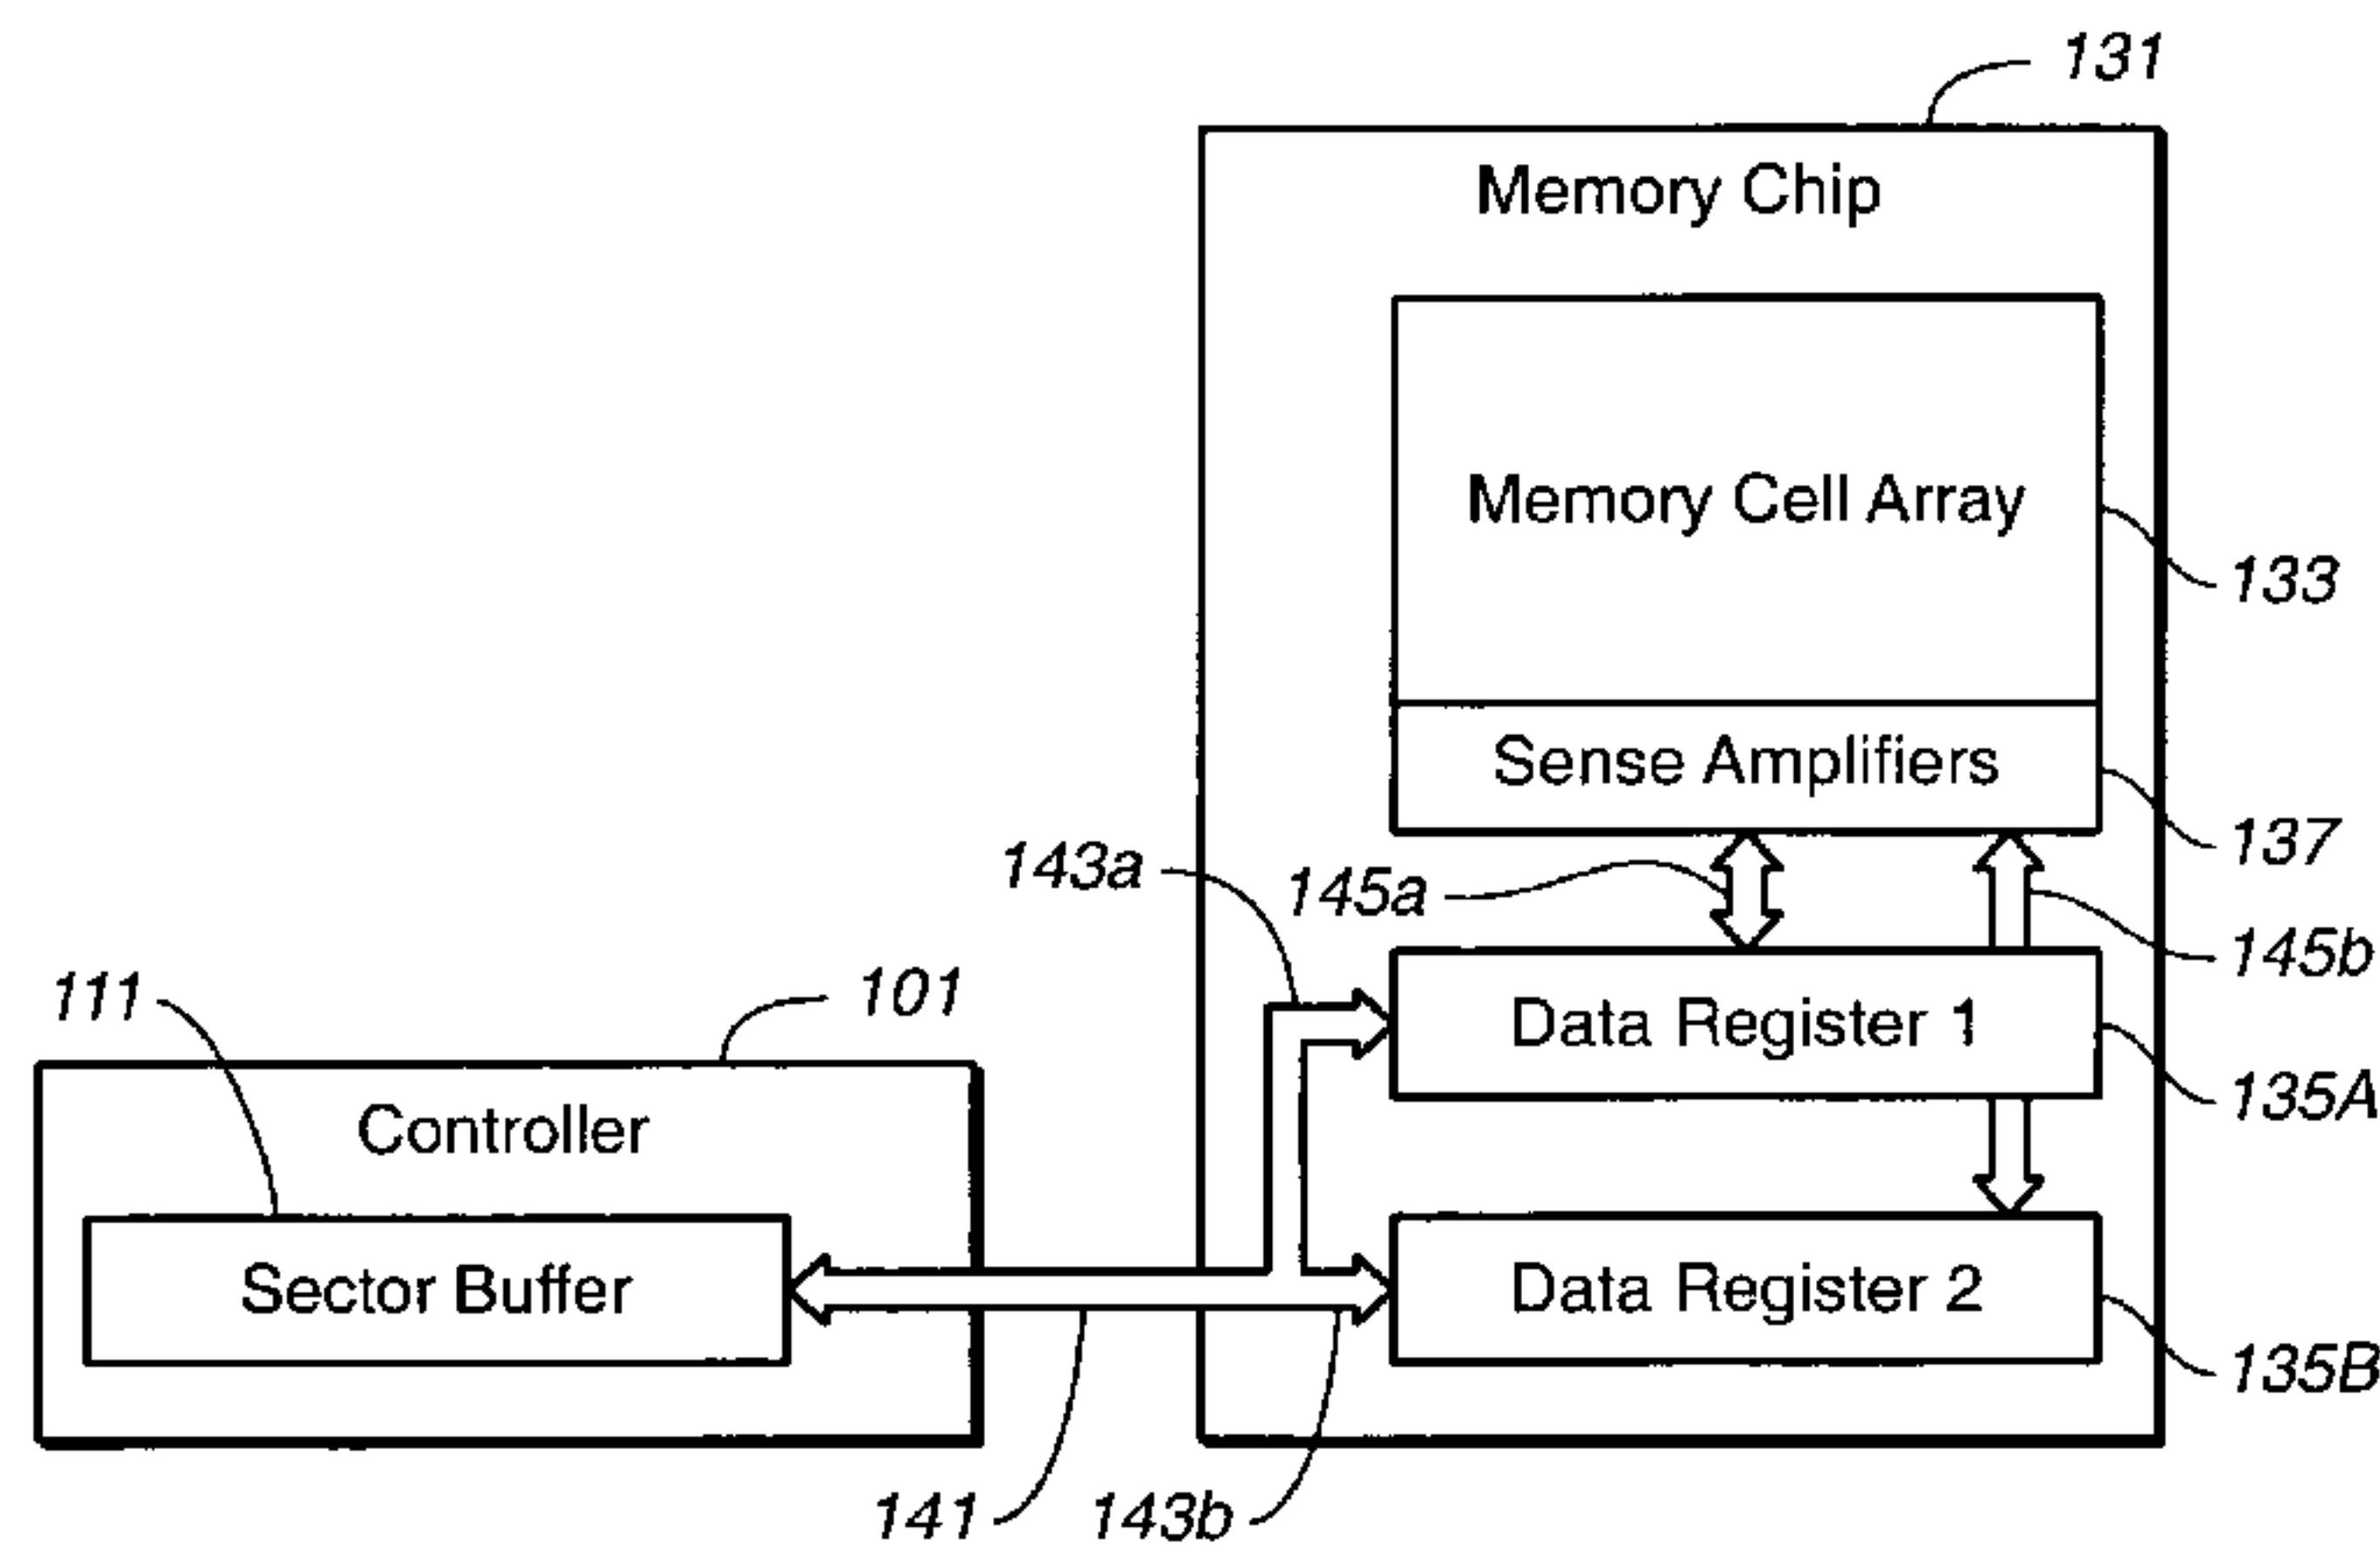 131
Memory Chip
Memory Cell Array
133
Sense Amplifiers
137
143a
145a
145b
111
101
Data Register 1
135A
Controller
Sector Buffer
Data Register 2
135B
141
143b